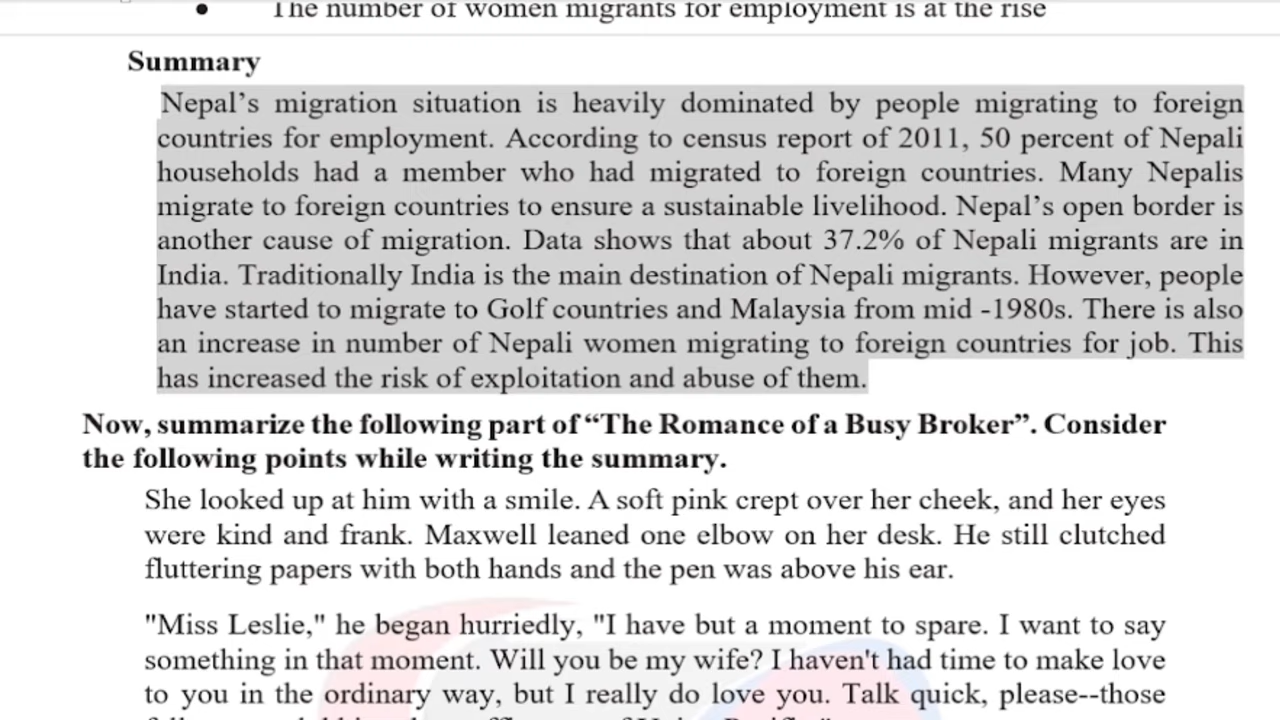 • The number of women migrants for employment is at the rise
Summary
Nepal’s migration situation is heavily dominated by people migrating to foreign
countries for employment. According to census report of 2011, 50 percent of Nepali
households had a member who had migrated to foreign countries. Many Nepalis
migrate to foreign countries to ensure a sustainable livelihood. Nepal’s open border is
another cause of migration. Data shows that about 37.2% of Nepali migrants are in
India. Traditionally India is the main destination of Nepali migrants. However, people
have started to migrate to Golf countries and Malaysia from mid -1980s. There is also
an increase in number of Nepali women migrating to foreign countries for job. This
has increased the risk of exploitation and abuse of them.
Now, summarize the following part of “The Romance of a Busy Broker”. Consider
the following points while writing the summary.
She looked up at him with a smile. A soft pink crept over her cheek, and her eyes
were kind and frank. Maxwell leaned one elbow on her desk. He still clutched
fluttering papers with both hands and the pen was above his ear.
"Miss Leslie," he began hurriedly, "I have but a moment to spare. I want to say
something in that moment. Will you be my wife? I haven't had time to make love
to you in the ordinary way, but I really do love you. Talk quick, please--those